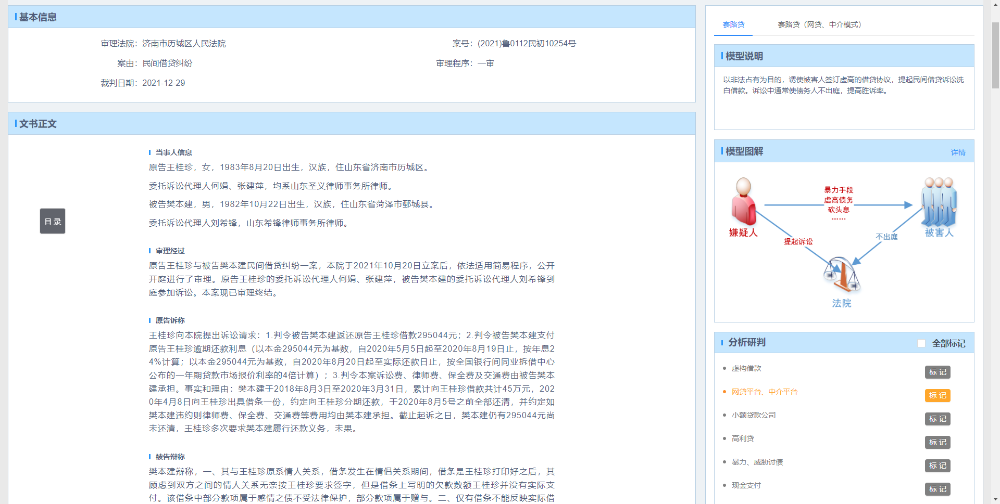 基本信息
审理法院：济南市历城区人民法院
案号：(2021)鲁0112民初10254号
案由：民间借贷纠纷
审理程序：一审
裁判日期：2021-12-29
文书正文
当事人信息
原告王桂珍，女，1983年8月20日出生，汉族，住山东省济南市历城区。
委托诉讼代理人何娟、张建萍，均系山东圣义律师事务所律师。
被告樊本建，男，1982年10月22日出生，汉族，住山东省菏泽市鄄城县。
委托诉讼代理人刘希锋，山东希锋律师事务所律师。
目录
审理经过
原告王桂珍与被告樊本建民间借贷纠纷一案，本院于2021年10月20日立案后，依法适用简易程序，公开
开庭进行了审理。原告王桂珍的委托诉讼代理人何娟、张建萍，被告樊本建的委托诉讼代理人刘希锋到
庭参加诉讼。本案现已审理终结。
原告诉称
王桂珍向本院提出诉讼请求：1.判令被告樊本建返还原告王桂珍借款295044元；2.判令被告樊本建支付
原告王桂珍逾期还款利息（以本金295044元为基数，自2020年5月5日起至2020年8月19日止，按年息2
4%计算；以本金295044元为基数，自2020年8月20日起至实际还款日止，按全国银行间同业拆借中心
公布的一年期贷款市场报价利率的4倍计算）；3.判令本案诉讼费、律师费、保全费及交通费由被告樊本
建承担。事实和理由：樊本建于2018年8月3日至2020年3月31日，累计向王桂珍借款共计45万元，202
0年4月8日向王桂珍出具借条一份，约定向王桂珍分期还款，于2020年8月5号之前全部还清，并约定如
樊本建违约则律师费、保全费、交通费等费用均由樊本建承担。截止起诉之日，樊本建仍有295044元尚
未还清，王桂珍多次要求樊本建履行还款义务，未果。
被告辩称
樊本建辩称，一、其与王桂珍原系情人关系，借条发生在情侣关系期间，借条是王桂珍打印好之后，其
顾虑到双方之间的情人关系无奈按王桂珍要求签字，但是借条上写明的欠款数额王桂珍并没有实际支
付。该借条中部分款项属于感情之债不受法律保护，部分款项属于赠与。二、仅有借条不能反映实际借
套路贷
套路贷（网贷、中介模式）
模型说明
以非法占有为目的，诱使被害人签订虚高的借贷协议，提起民间借贷诉讼洗
白借款。诉讼中通常使债务人不出庭，提高胜诉率。
模型图解
详情
暴力手段
虚高债务
砍头息
……
嫌疑人
被害人
提起诉讼
不出庭
法院
分析研判
全部标记
虚构借款
标记
网贷平台、中介平台
标记
小额贷款公司
标记
高利贷
标记
暴力、威胁讨债
标记
现金支付
标记